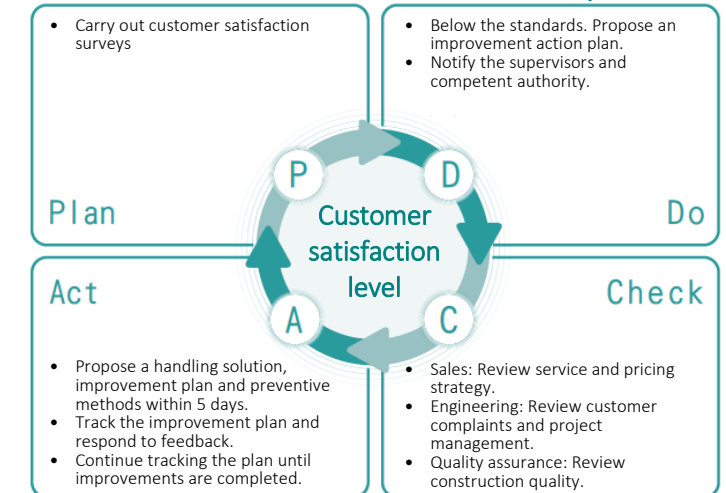 • Carry out customer satisfaction
surveys
Plan
• Below the standards. Propose an
improvement action plan.
• Notify the supervisors and
competent authority.
Do
P
D
Customer
satisfaction
level
A
C
Act
• Propose a handling solution,
improvement plan and preventive
methods within 5 days.
• Track the improvement plan and
respond to feedback.
• Continue tracking the plan until
improvements are completed.
Check
• Sales: Review service and pricing
strategy.
• Engineering: Review customer
complaints and project
management.
• Quality assurance: Review
construction quality.